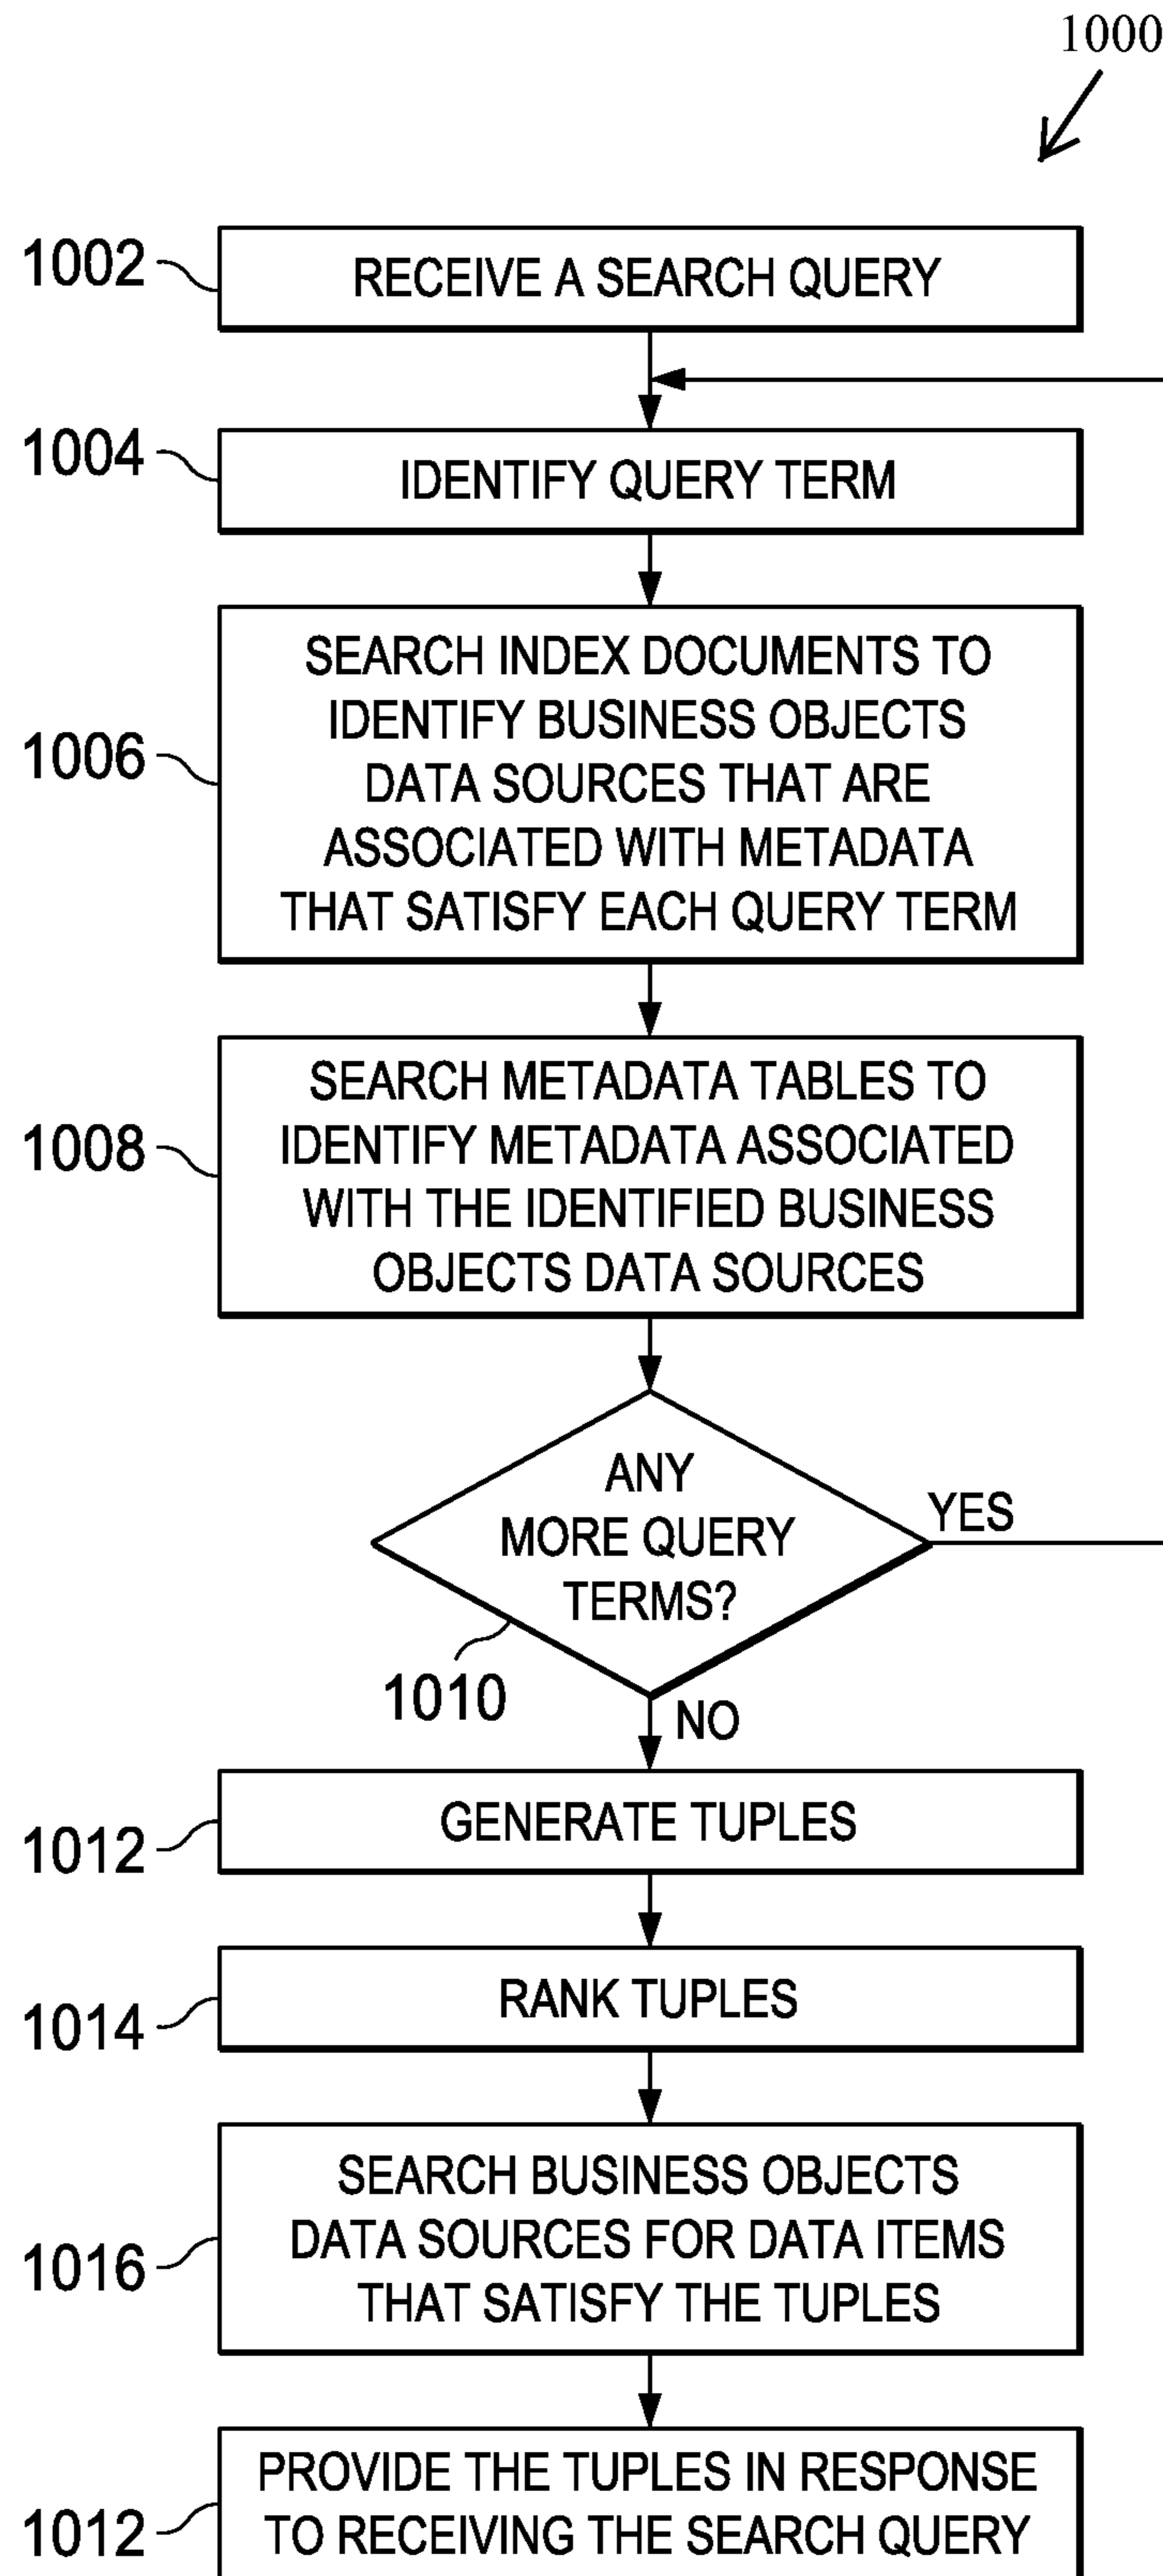 1000
1002
RECEIVE A SEARCH QUERY
1004
IDENTIFY QUERY TERM
1006
SEARCH INDEX DOCUMENTS TO
IDENTIFY BUSINESS OBJECTS
DATA SOURCES THAT ARE
ASSOCIATED WITH METADATA
THAT SATISFY EACH QUERY TERM
1008
SEARCH METADATA TABLES TO
IDENTIFY METADATA ASSOCIATED
WITH THE IDENTIFIED BUSINESS
OBJECTS DATA SOURCES
ANY
MORE QUERY
TERMS?
YES
1010
NO
1012
GENERATE TUPLES
1014
RANK TUPLES
1016
SEARCH BUSINESS OBJECTS
DATA SOURCES FOR DATA ITEMS
THAT SATISFY THE TUPLES
1012
PROVIDE THE TUPLES IN RESPONSE
TO RECEIVING THE SEARCH QUERY